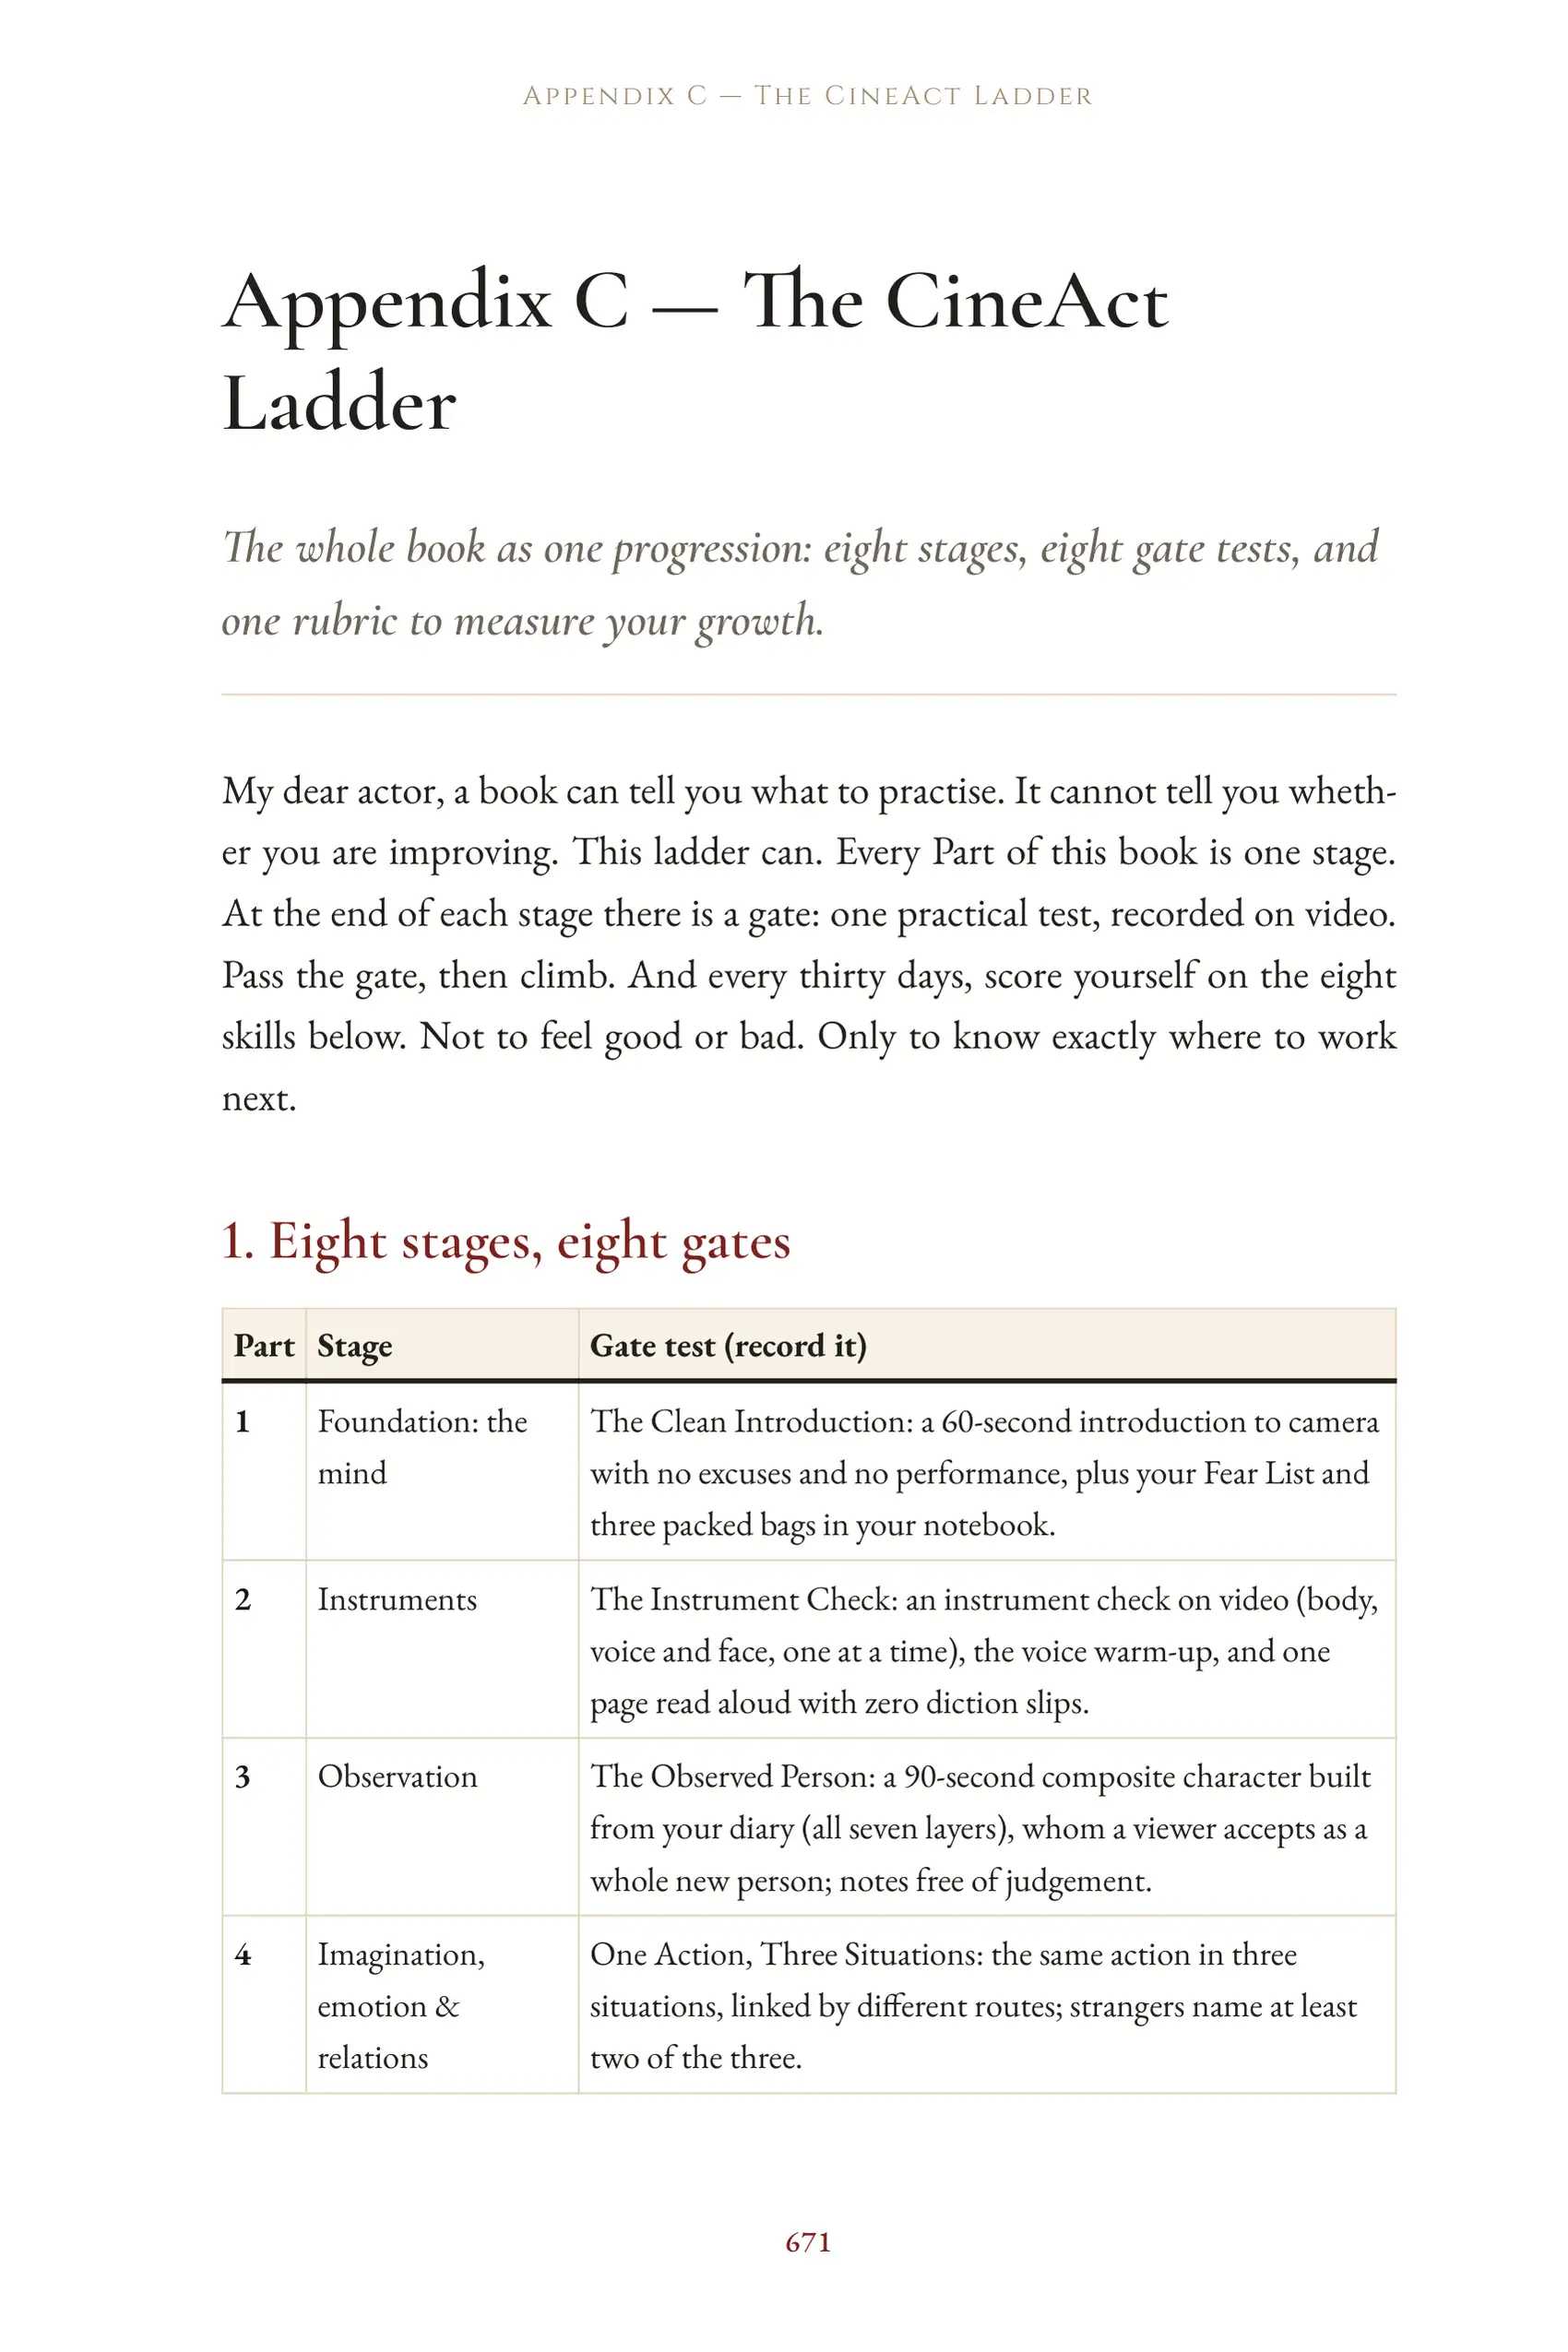 Appendix C — The CineAct Ladder
Appendix C — The CineAct
Ladder
The whole book as one progression: eight stages, eight gate tests, and
one rubric to measure your growth.
My dear actor, a book can tell you what to practise. It cannot tell you wheth-
er you are improving. This ladder can. Every Part of this book is one stage.
At the end of each stage there is a gate: one practical test, recorded on video.
Pass the gate, then climb. And every thirty days, score yourself on the eight
skills below. Not to feel good or bad. Only to know exactly where to work
next.
1. Eight stages, eight gates
Part Stage Gate test (record it)
1 Foundation: the The Clean Introduction: a 60-second introduction to camera
mind with no excuses and no performance, plus your Fear List and
three packed bags in your notebook.
2 Instruments The Instrument Check: an instrument check on video (body,
voice and face, one at a time), the voice warm-up, and one
page read aloud with zero diction slips.
3 Observation The Observed Person: a 90-second composite character built
from your diary (all seven layers), whom a viewer accepts as a
whole new person; notes free of judgement.
4 Imagination, One Action, Three Situations: the same action in three
emotion & situations, linked by different routes; strangers name at least
relations two of the three.
671